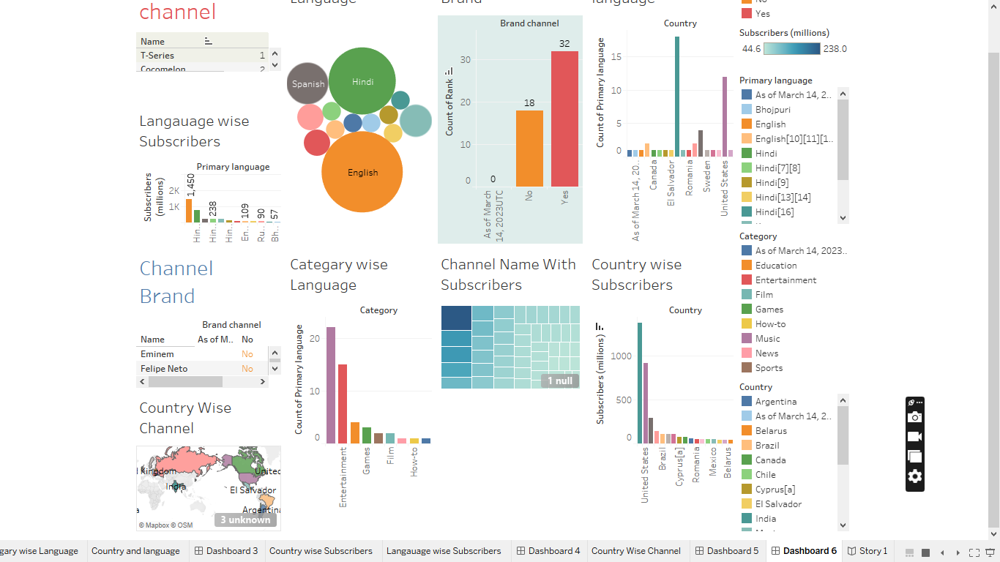 channel
Name
T-Series 1
Cocomelon 2
Langauage wise
Subscribers
Primary language
Subscribers
(millions)
2K
1K
1,450
238
109
90
57
Hin..
Hin..
Hin..
En..
Ru..
Bh..
Channel
Brand
Brand channel
Name As of M.. No
Eminem No
Felipe Neto No
Country Wise
Channel
d Kingdom
United
India
El Salvador
Argentina
3 unknown
© Mapbox © OSM
Language
Spanish
Hindi
English
Categary wise
Language
Category
Count of Primary language
20
10
0
Entertainment
Games
Film
How-to
Brand
Brand channel
Count of Rank
30
20
10
0
0
18
32
As of March
14, 2023UTC
No
Yes
Channel Name With
Subscribers
1 null
language
Country
Count of Primary language
15
10
5
0
As of March 14, 20..
Canada
El Salvador
Romania
Sweden
United States
Country wise
Subscribers
Country
Subscribers (millions)
1000
500
0
United States
Brazil
Cyprus[a]
Romania
Mexico
Belarus
No
Yes
Subscribers (millions)
44.6 238.0
Primary language
As of March 14, 2..
Bhojpuri
English
English[10][11][1..
Hindi
Hindi[7][8]
Hindi[9]
Hindi[13][14]
Hindi[16]
Category
As of March 14, 2023..
Education
Entertainment
Film
Games
How-to
Music
News
Sports
Country
Argentina
As of March 14, 2..
Belarus
Brazil
Canada
Chile
Cyprus[a]
El Salvador
India
gary wise Language Country and language Dashboard 3 Country wise Subscribers Langauage wise Subscribers Dashboard 4 Country Wise Channel Dashboard 5 Dashboard 6 Story 1